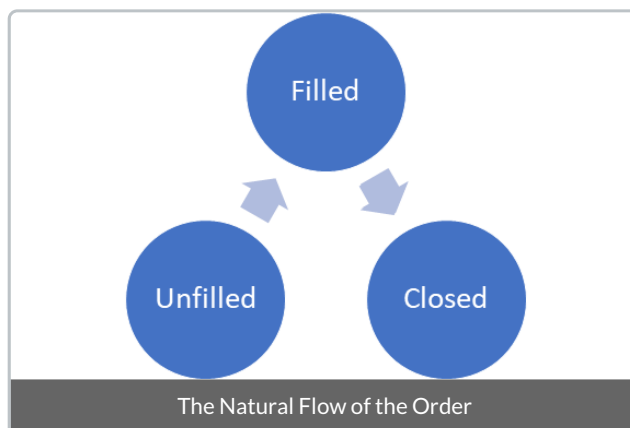 Filled
Unfilled
Closed
The Natural Flow of the Order